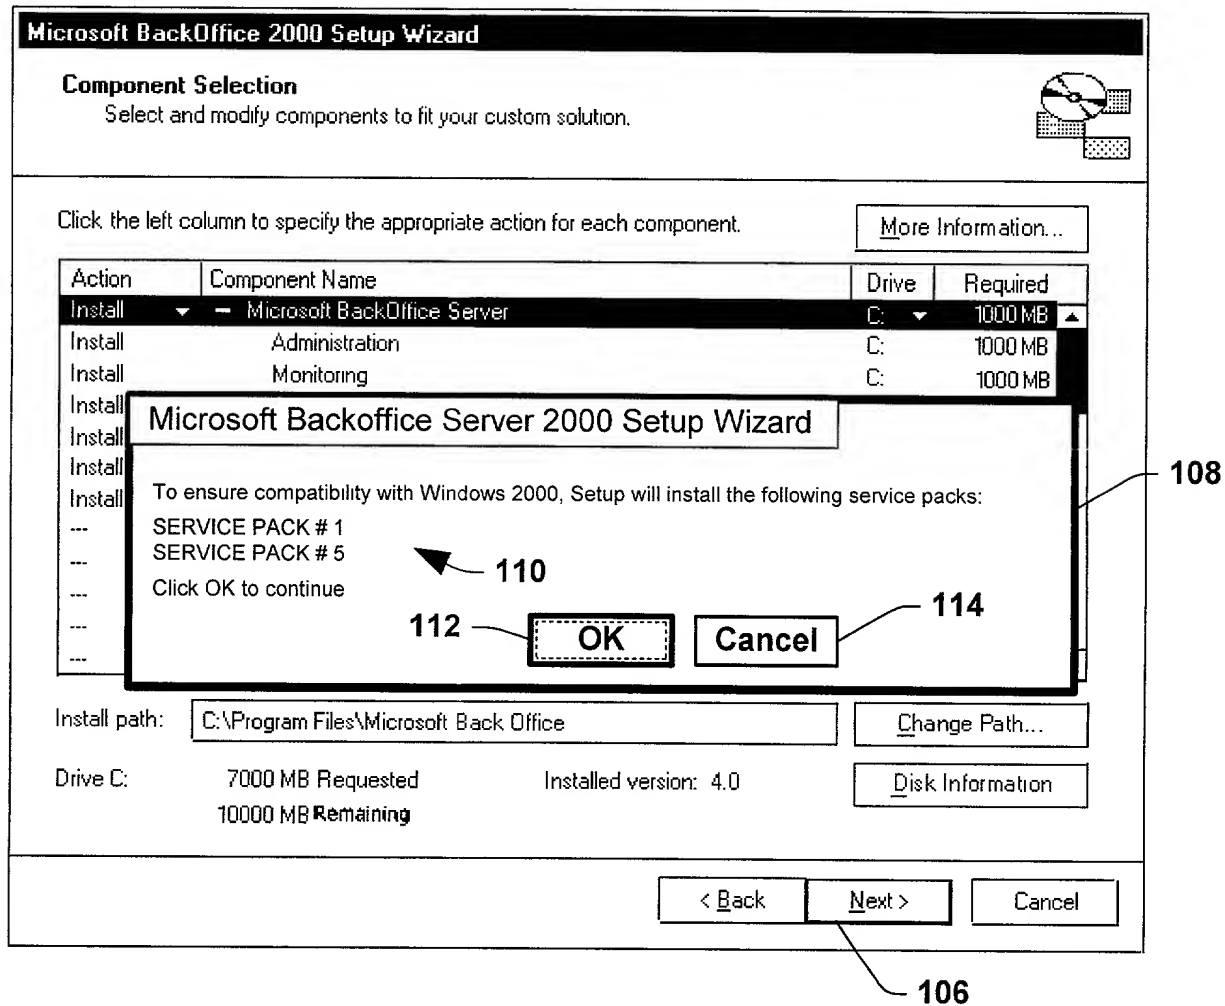 Microsoft BackOffice 2000 Setup Wizard
Component Selection
Select and modify components to fit your custom solution.
Click the left column to specify the appropriate action for each component.
More Information...
Action Component Name Drive Required
Install Microsoft BackOffice Server C: 1000 MB
Install Administration C: 1000 MB
Install Monitoring C: 1000 MB
Install
Install
Install
Install
---
---
---
---
---
Microsoft Backoffice Server 2000 Setup Wizard
To ensure compatibility with Windows 2000, Setup will install the following service packs:
SERVICE PACK # 1
SERVICE PACK # 5
Click OK to continue
OK
Cancel
108
110
112
114
Install path: C:\Program Files\Microsoft Back Office
Change Path...
Drive C: 7000 MB Requested Installed version: 4.0
Disk Information
10000 MB Remaining
< Back
Next >
Cancel
106